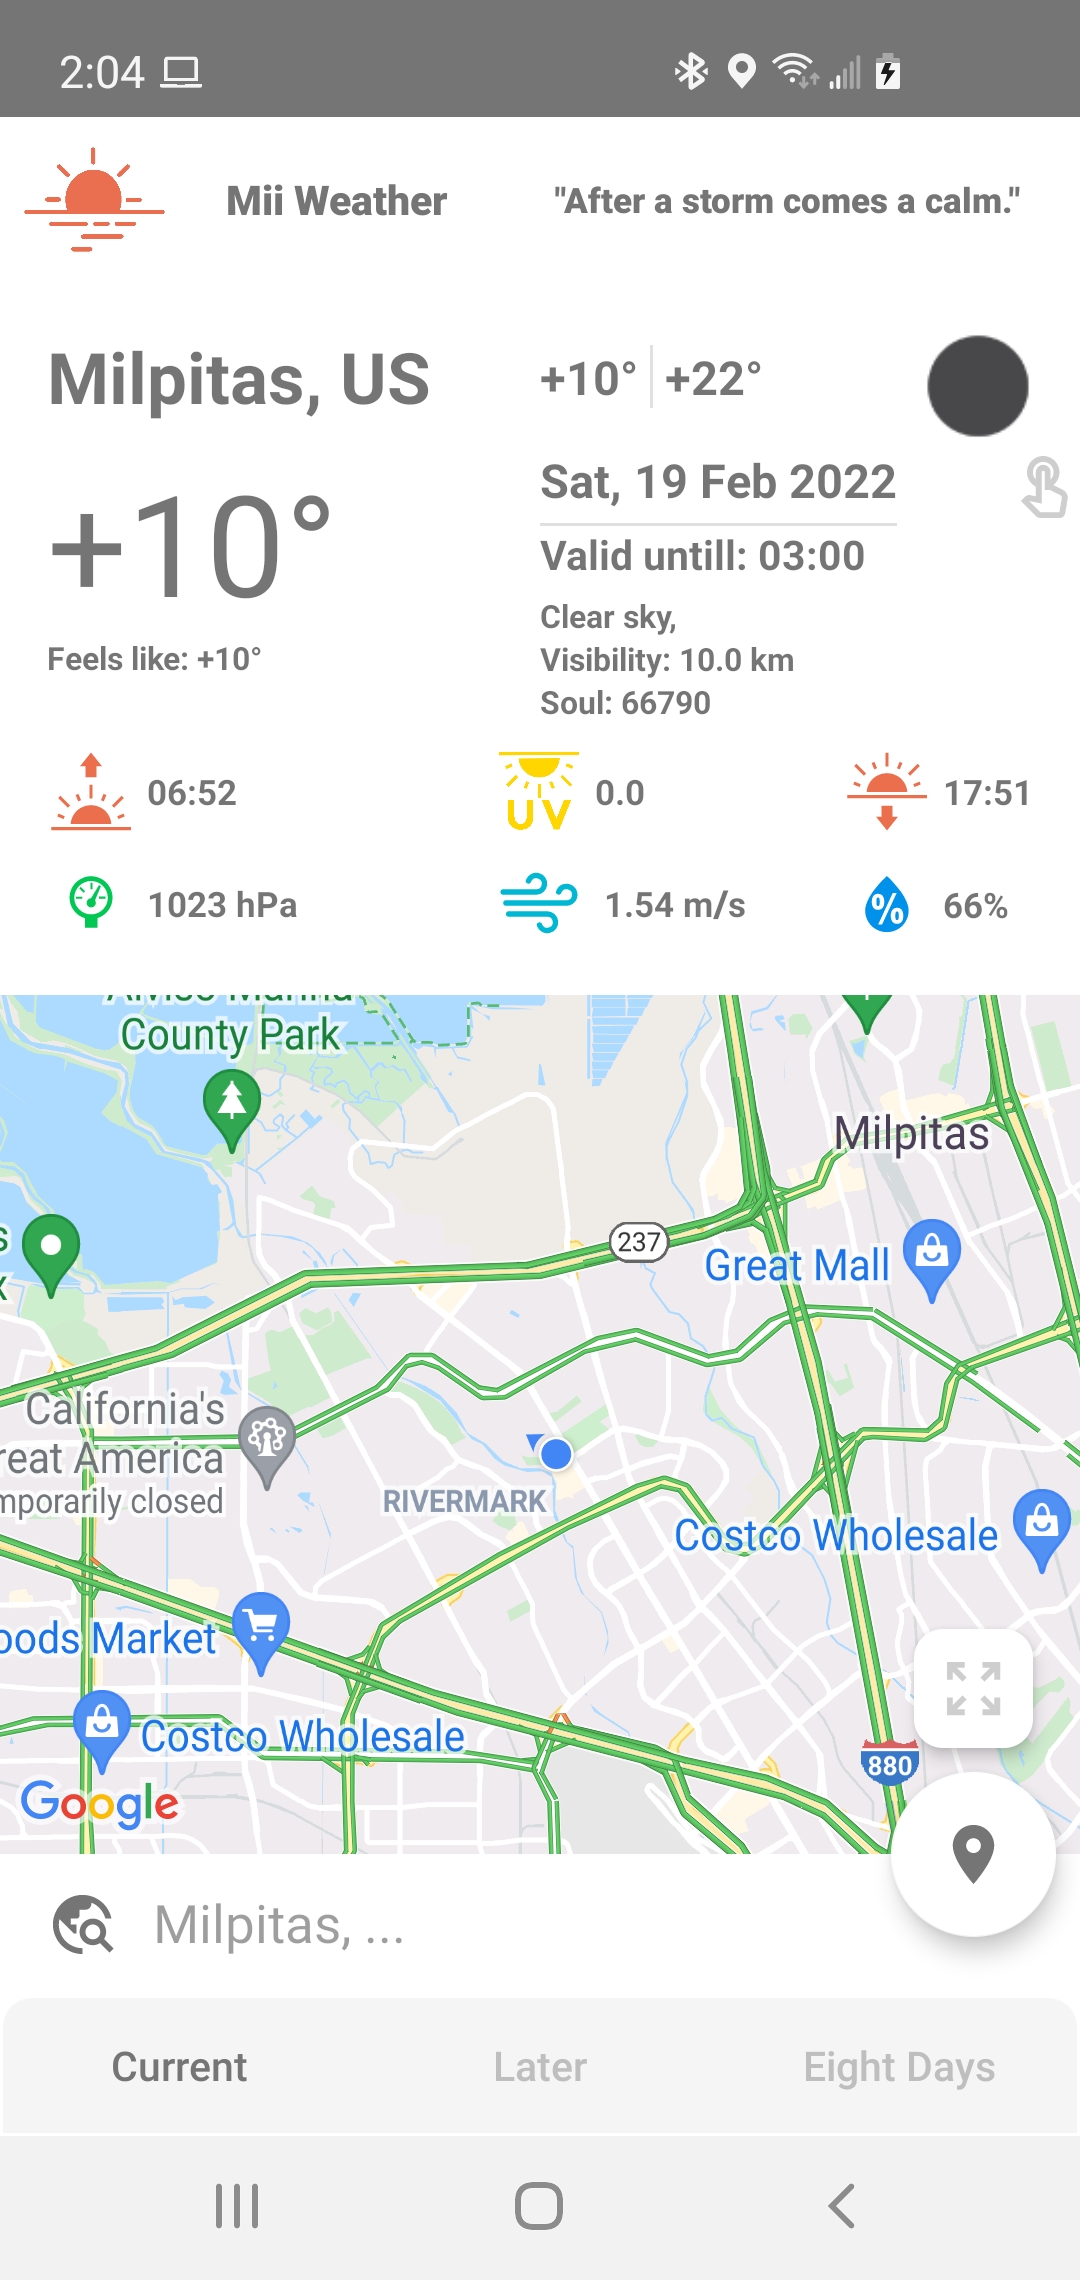 2:04
Mii Weather
"After a storm comes a calm."
Milpitas, US
+10° +22°
Sat, 19 Feb 2022
+10°
Valid untill: 03:00
Clear sky,
Feels like: +10°
Visibility: 10.0 km
Soul: 66790
06:52
UV
0.0
17:51
1023 hPa
1.54 m/s
%
66%
County Park
Milpitas
237
Great Mall
California's
reat America
mporarily closed
RIVERMARK
Costco Wholesale
oods Market
Costco Wholesale
880
Google
Milpitas, ...
Current
Later
Eight Days